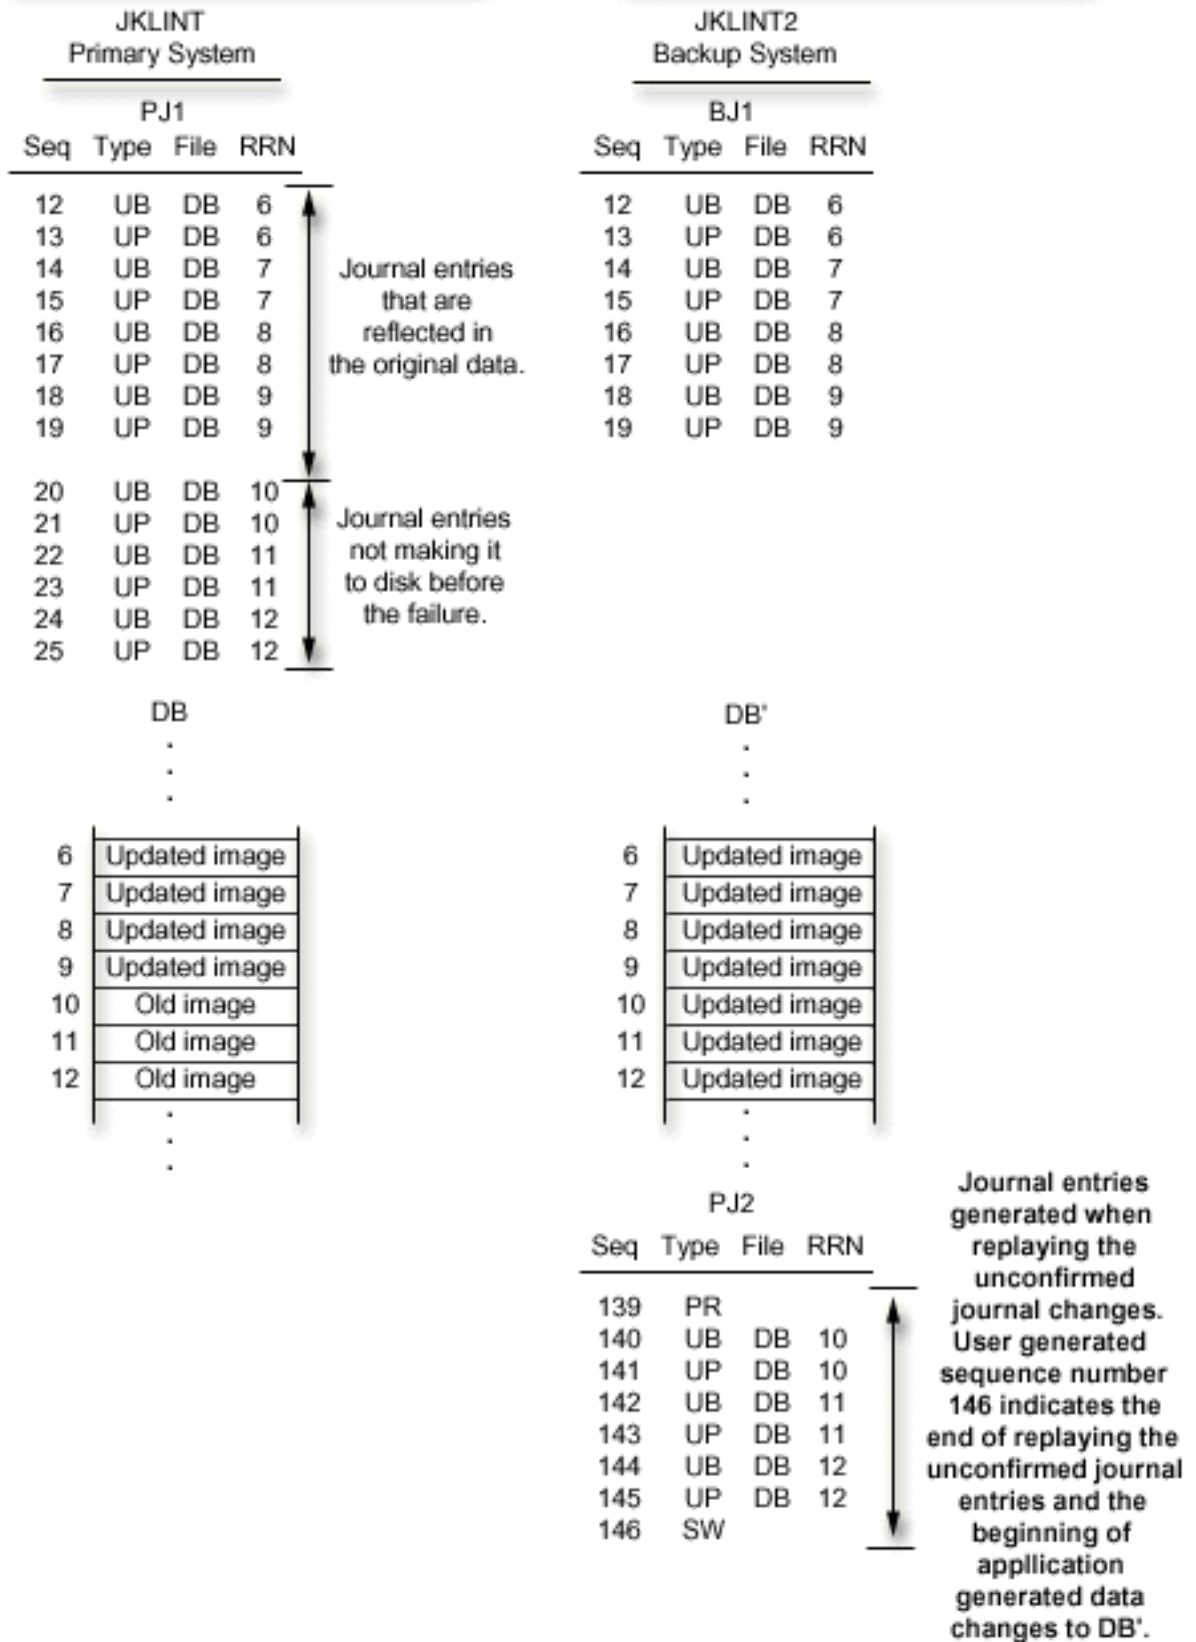 JKLINT
Primary System
PJ1
Seq Type File RRN
12 UB DB 6
13 UP DB 6
14 UB DB 7
15 UP DB 7
16 UB DB 8
17 UP DB 8
18 UB DB 9
19 UP DB 9
Journal entries
that are
reflected in
the original data.
20 UB DB 10
21 UP DB 10
22 UB DB 11
23 UP DB 11
24 UB DB 12
25 UP DB 12
Journal entries
not making it
to disk before
the failure.
JKLINT2
Backup System
BJ1
Seq Type File RRN
12 UB DB 6
13 UP DB 6
14 UB DB 7
15 UP DB 7
16 UB DB 8
17 UP DB 8
18 UB DB 9
19 UP DB 9
DB
.
.
.
6 Updated image
7 Updated image
8 Updated image
9 Updated image
10 Old image
11 Old image
12 Old image
.
.
.
DB'
.
.
.
6 Updated image
7 Updated image
8 Updated image
9 Updated image
10 Updated image
11 Updated image
12 Updated image
.
.
.
PJ2
Seq Type File RRN
139 PR
140 UB DB 10
141 UP DB 10
142 UB DB 11
143 UP DB 11
144 UB DB 12
145 UP DB 12
146 SW
Journal entries
generated when
replaying the
unconfirmed
journal changes.
User generated
sequence number
146 indicates the
end of replaying the
unconfirmed journal
entries and the
beginning of
appllication
generated data
changes to DB'.